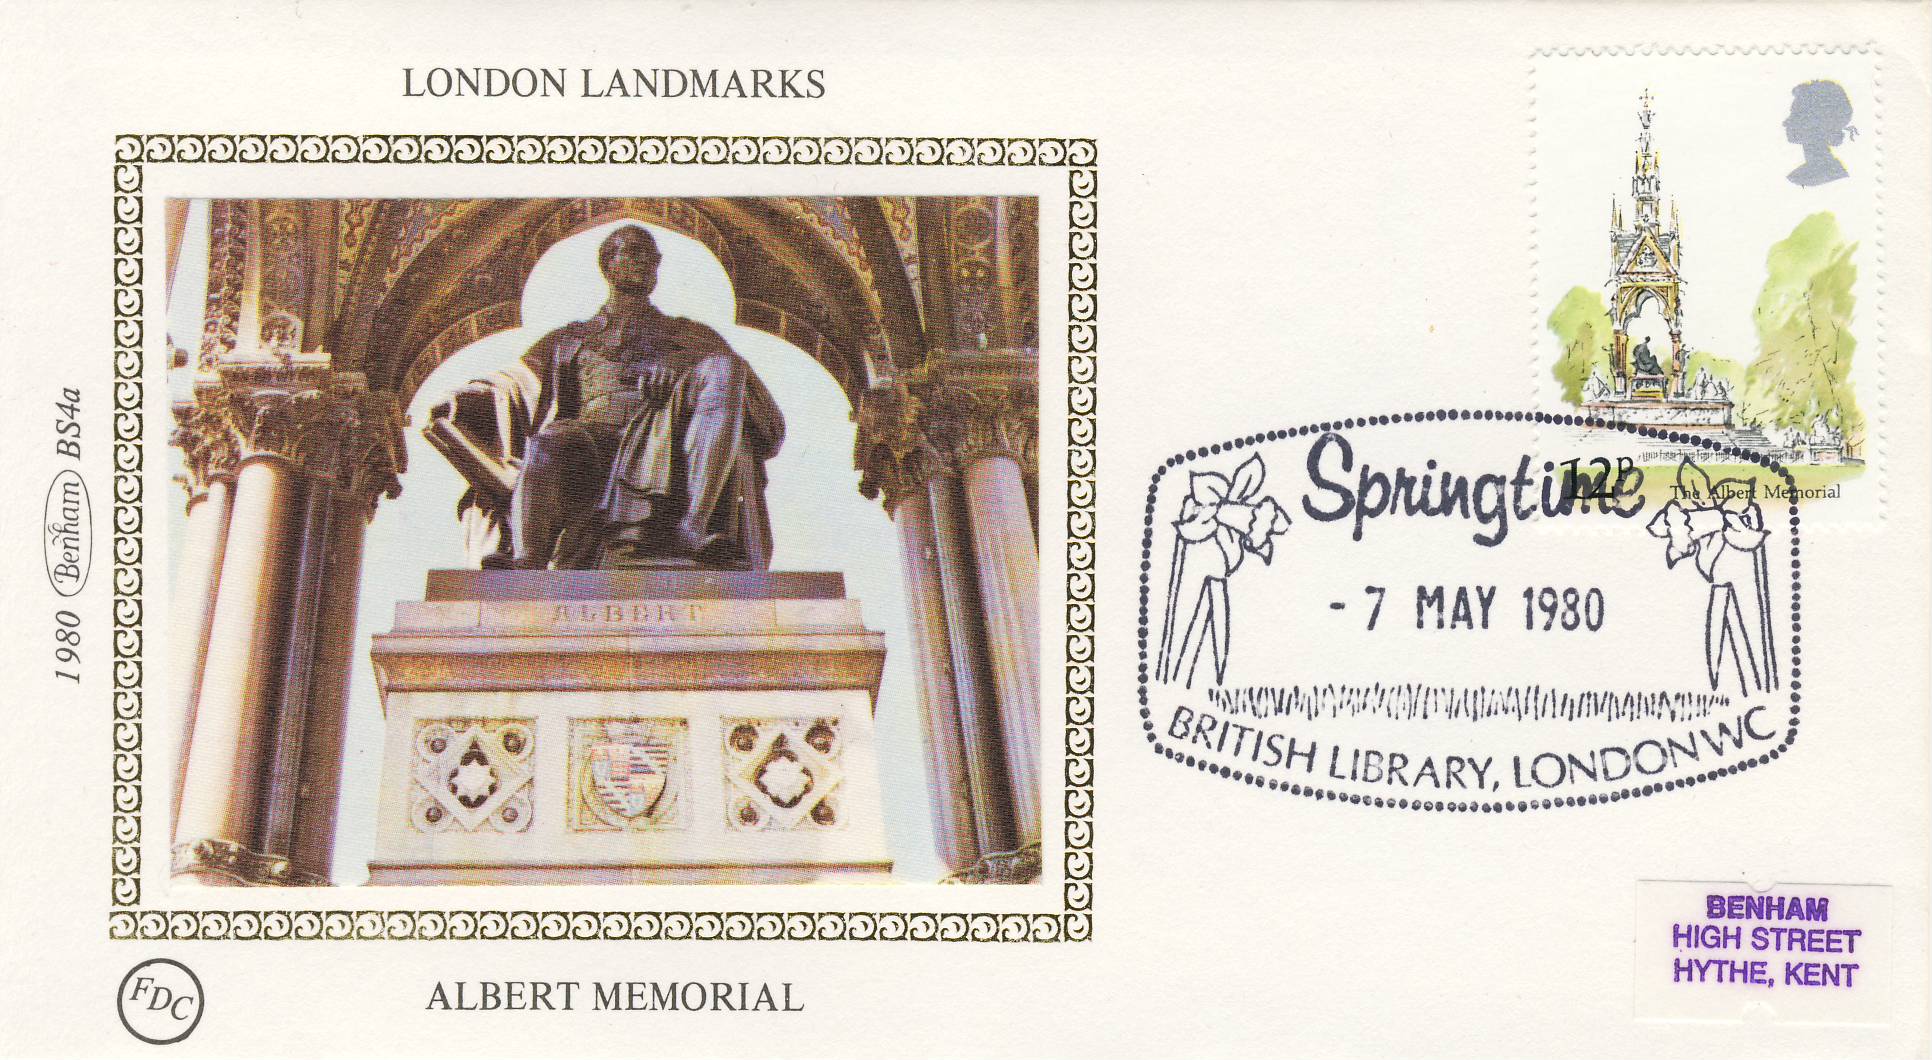 LONDON LANDMARKS
1980 Benham BS4a
ALBERT
FDC
ALBERT MEMORIAL
12P
The Albert Memorial
Springtime
- 7 MAY 1980
BRITISH LIBRARY, LONDON WC
BENHAM
HIGH STREET
HYTHE, KENT